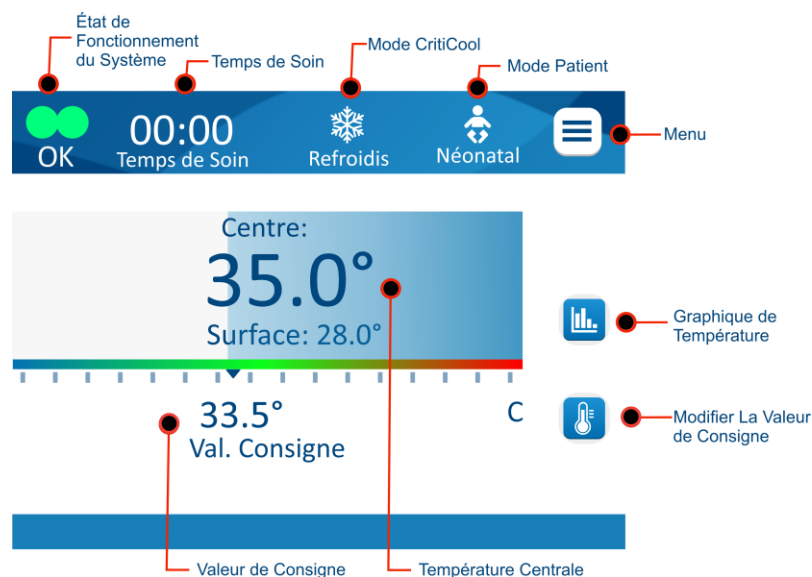 État de
Fonctionnement
du Système
Temps de Soin
Mode CritiCool
Mode Patient
OK
00:00
Temps de Soin
Refroidis
Néonatal
Menu
Centre:
35.0°
Surface: 28.0°
Graphique de
Température
33.5°
Val. Consigne
C
Modifier La Valeur
de Consigne
Valeur de Consigne
Température Centrale